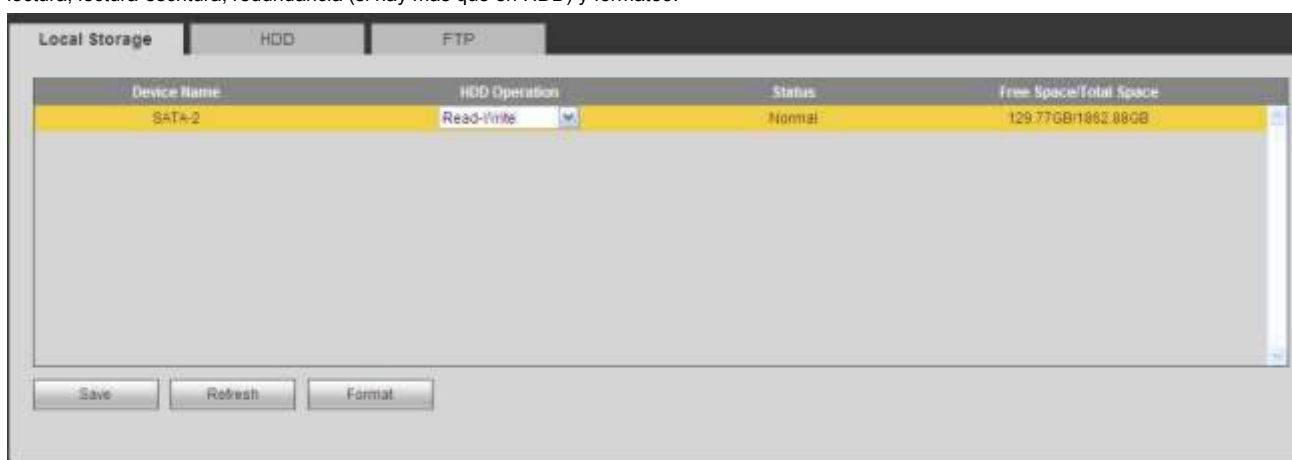 lectura, lectura-escritura, redundancia (si hay más que un HDD) y formateo.
Local Storage HDD FTP
Device Name HDD Operation Status Free Space/Total Space
SATA-2 Read-Write Normal 129.77GB/1862.88GB
Save Refresh Format